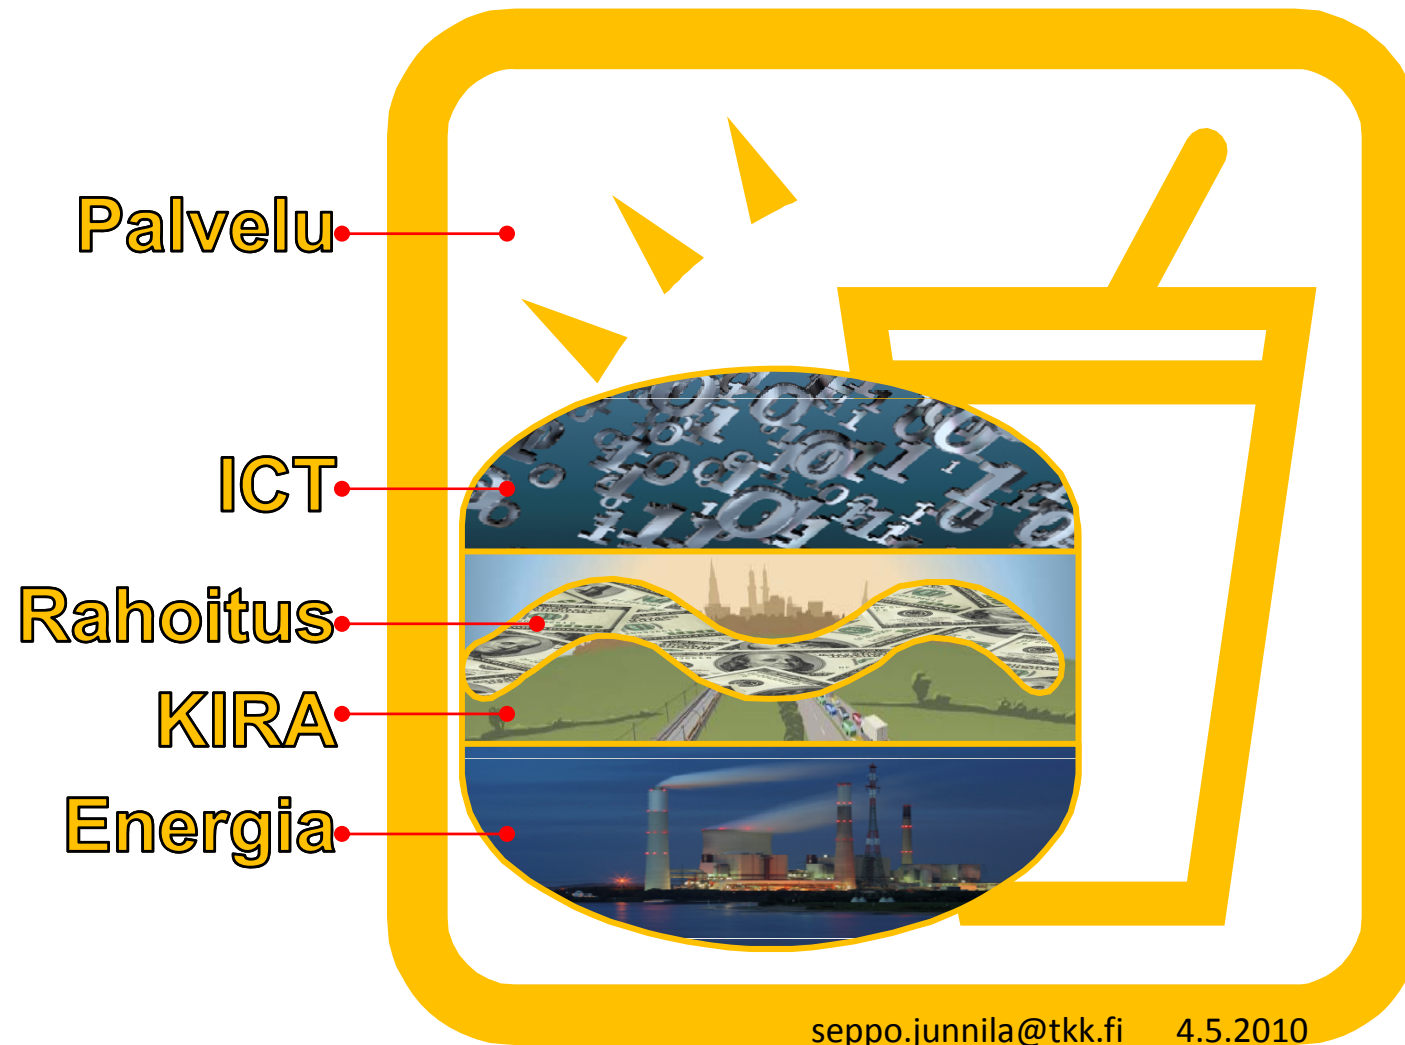 Palvelu
ICT
Rahoitus
KIRA
Energia
seppo.junnila@tkk.fi 4.5.2010